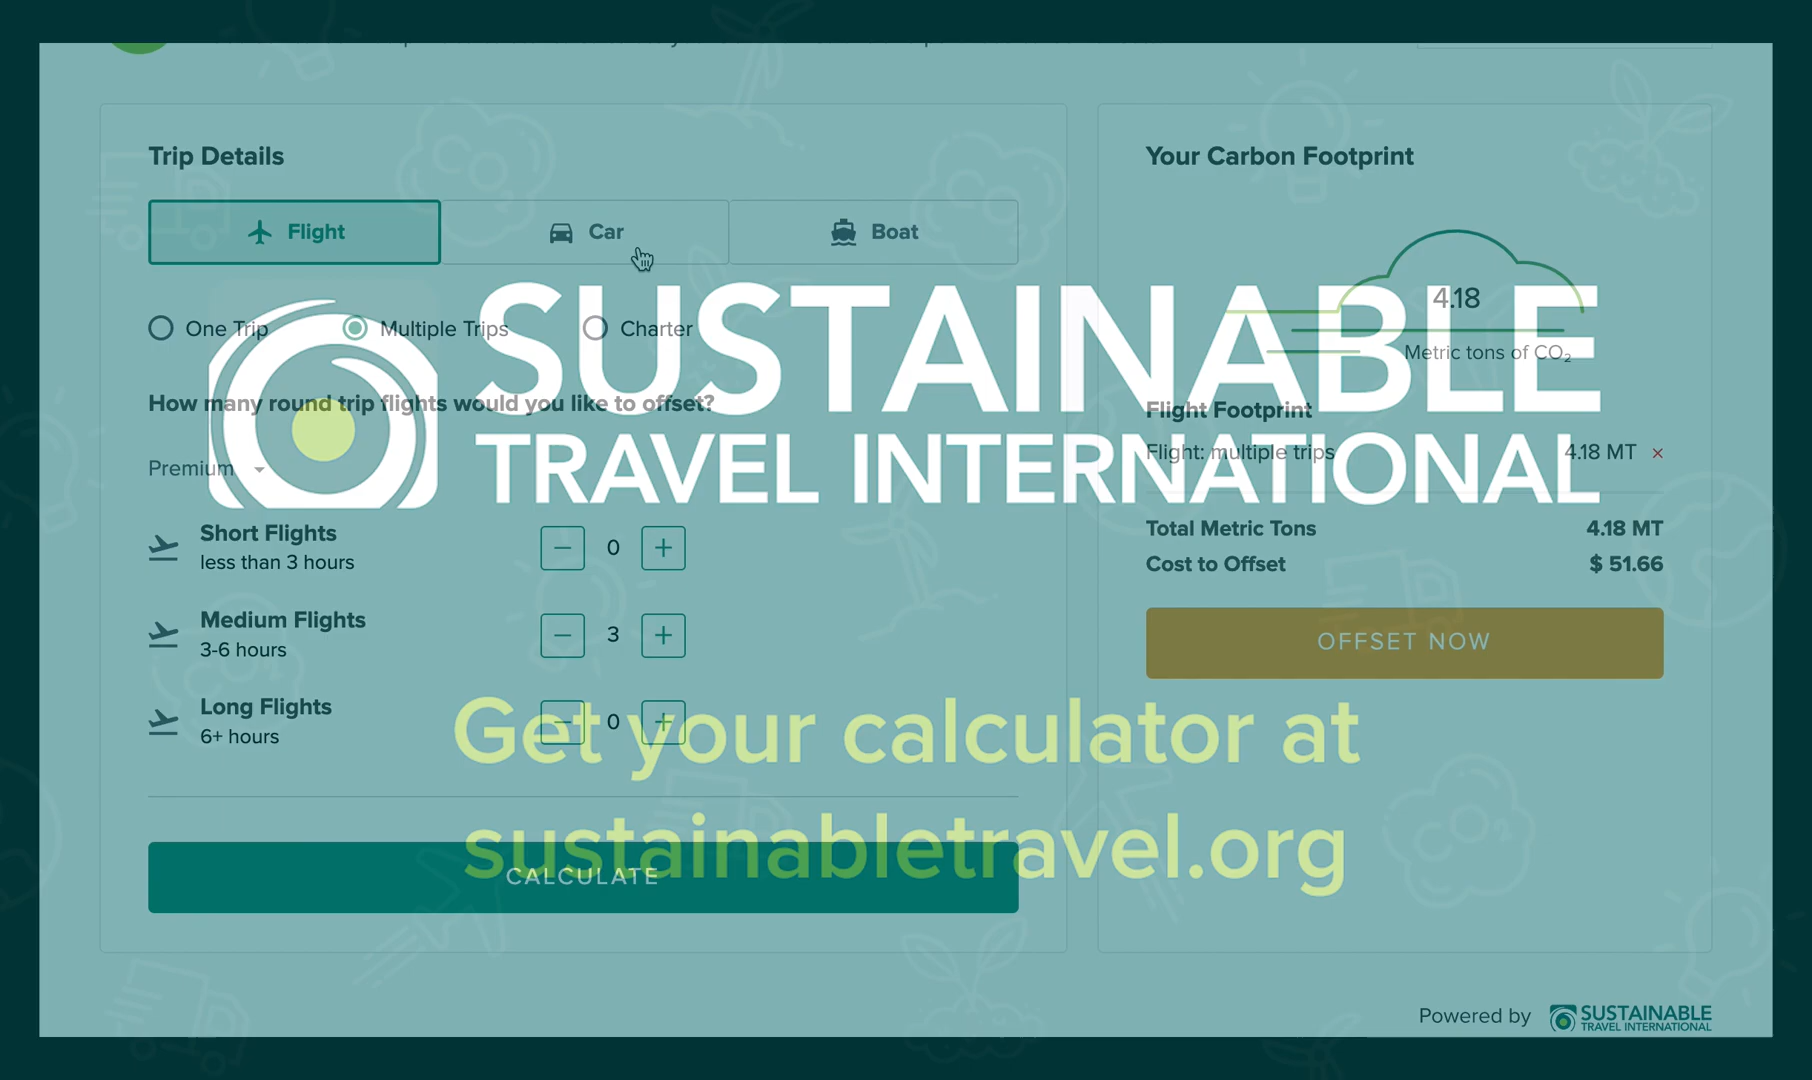 Trip Details
Flight
Car
Boat
One Trip
Multiple Trips
Charter
How many round trip flights would you like to offset?
Premium
Short Flights
less than 3 hours
0
Medium Flights
3-6 hours
3
Long Flights
6+ hours
0
CALCULATE
Your Carbon Footprint
4.18
Metric tons of CO₂
Flight Footprint
Flight: multiple trips 4.18 MT ×
Total Metric Tons 4.18 MT
Cost to Offset $ 51.66
OFFSET NOW
SUSTAINABLE
TRAVEL INTERNATIONAL
Get your calculator at
sustainabletravel.org
Powered by
SUSTAINABLE
TRAVEL INTERNATIONAL